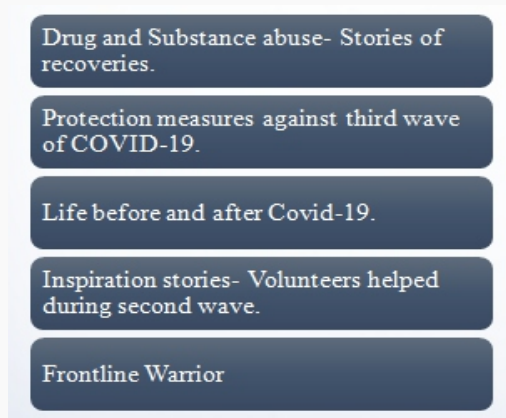 Drug and Substance abuse- Stories of
recoveries.
Protection measures against third wave
of COVID-19.
Life before and after Covid-19.
Inspiration stories- Volunteers helped
during second wave.
Frontline Warrior